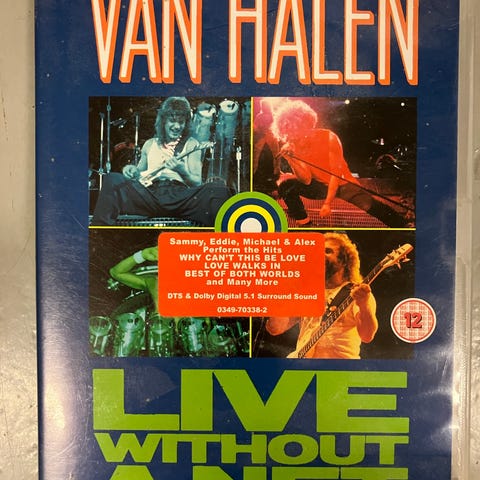 VAN HALEN
Sammy, Eddie, Michael & Alex
Perform the Hits
WHY CAN'T THIS BE LOVE
LOVE WALKS IN
BEST OF BOTH WORLDS
and Many More
DTS & Dolby Digital 5.1 Surround Sound
0349-70338-2
12
LIVE
WITHOUT
A NET